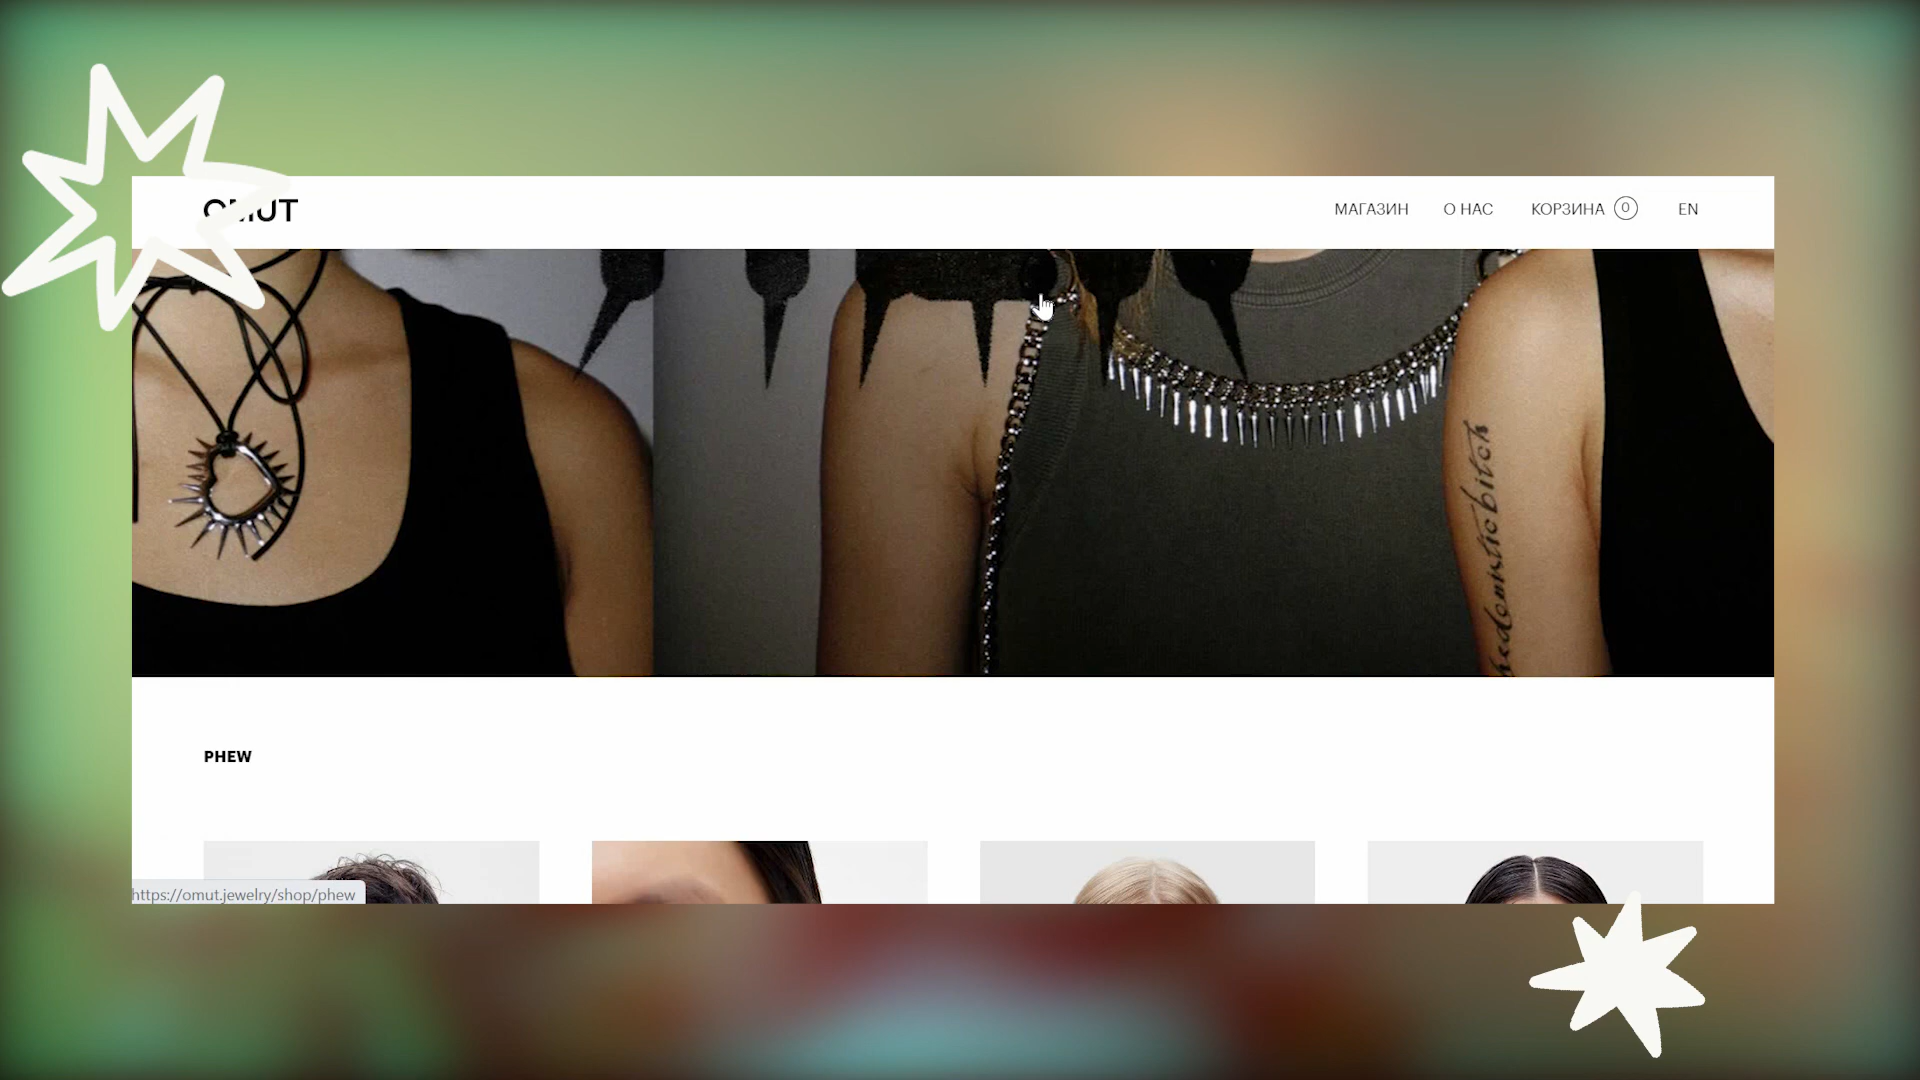 OMUT
МАГАЗИН
О НАС
КОРЗИНА 0
EN
PHEW
https://omut.jewelry/shop/phew